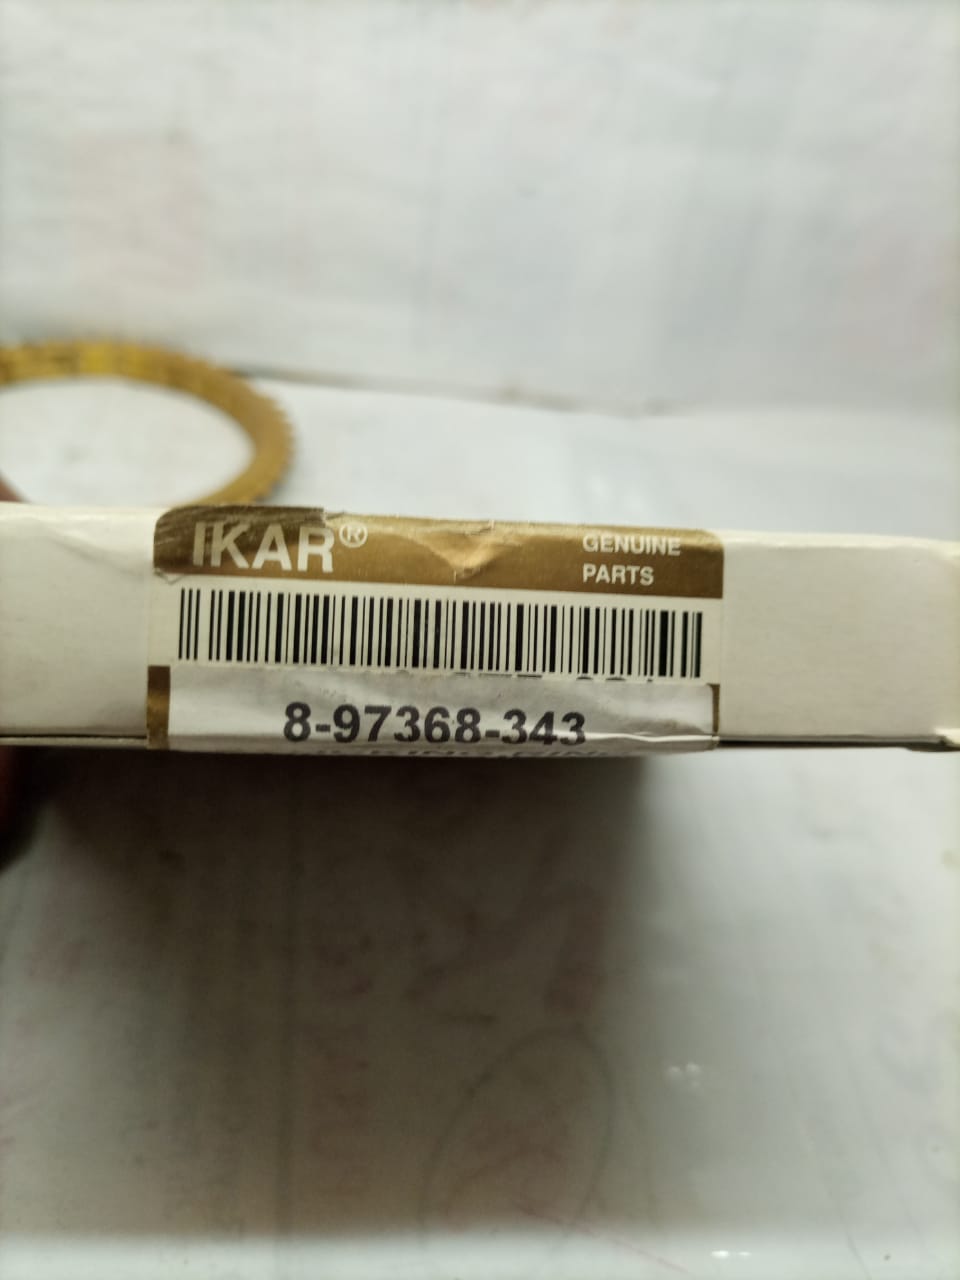 IKAR®
GENUINE
PARTS
8-97368-343